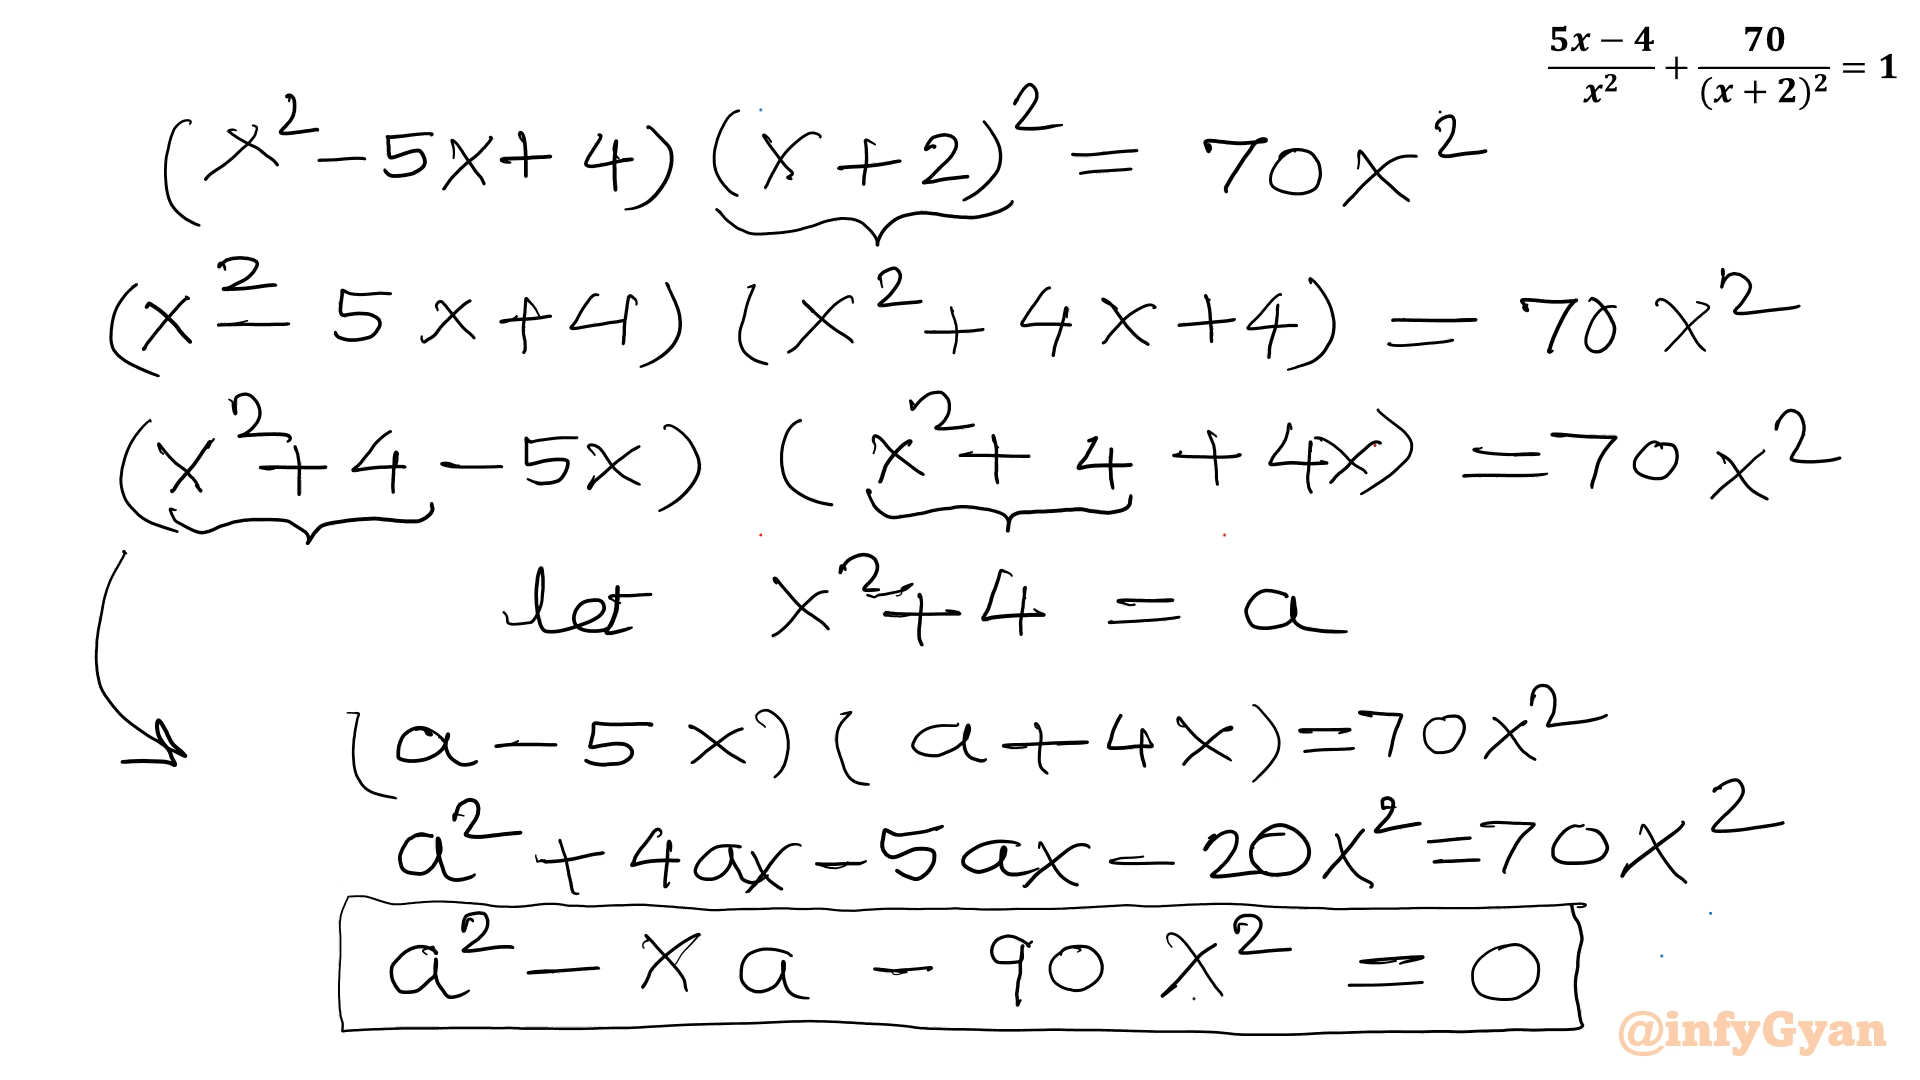 (5x − 4)/x² + 70/(x + 2)² = 1
(x² − 5x + 4) (x + 2)² = 70x²
(x² − 5x + 4) (x² + 4x + 4) = 70x²
(x² + 4 − 5x) (x² + 4 + 4x) = 70x²
let x² + 4 = a
(a − 5x) (a + 4x) = 70x²
a² + 4ax − 5ax − 20x² = 70x²
a² − xa − 90x² = 0
@infyGyan